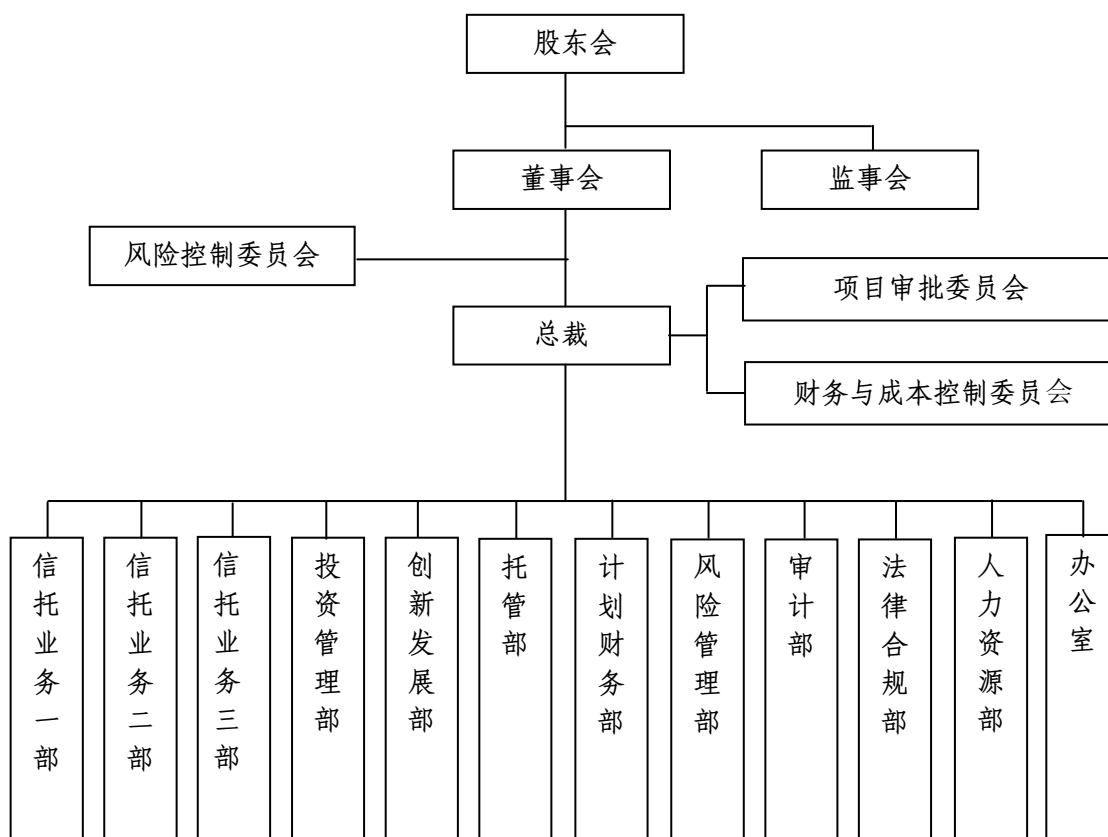 股东会
董事会
监事会
风险控制委员会
项目审批委员会
总裁
财务与成本控制委员会
信托业务一部
信托业务二部
信托业务三部
投资管理部
创新发展部
托管部
计划财务部
风险管理部
审计部
法律合规部
人力资源部
办公室